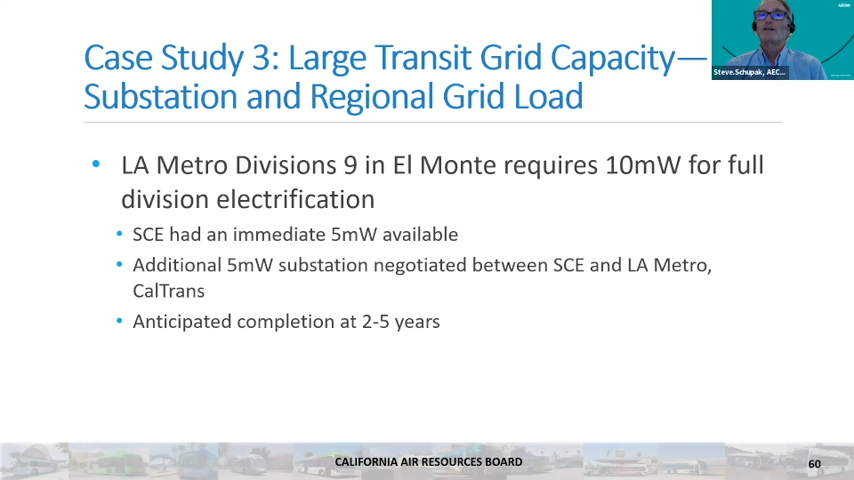 Case Study 3: Large Transit Grid Capacity—
Substation and Regional Grid Load
Steve.Schupak, AEC...
• LA Metro Divisions 9 in El Monte requires 10mW for full
division electrification
• SCE had an immediate 5mW available
• Additional 5mW substation negotiated between SCE and LA Metro,
CalTrans
• Anticipated completion at 2-5 years
CALIFORNIA AIR RESOURCES BOARD
60